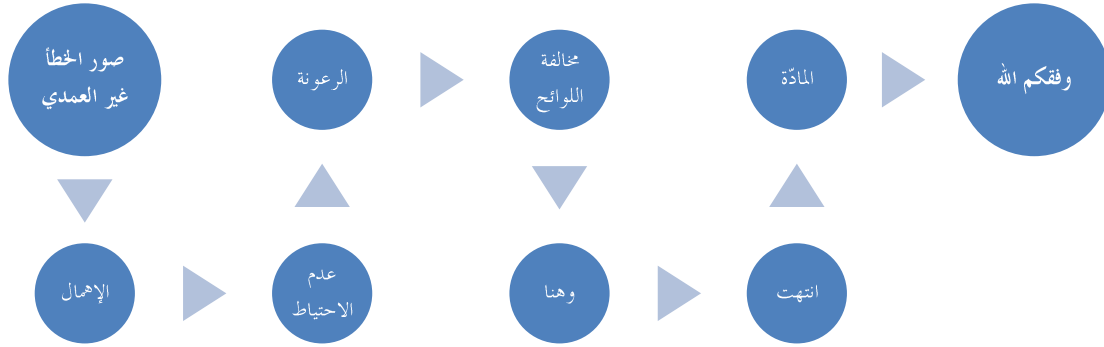 صور الخطأ
غير العمدي
الإهمال
عدم
الاحتياط
الرعونة
مخالفة
اللوائح
وهنا
انتهت
المادّة
وفقكم الله